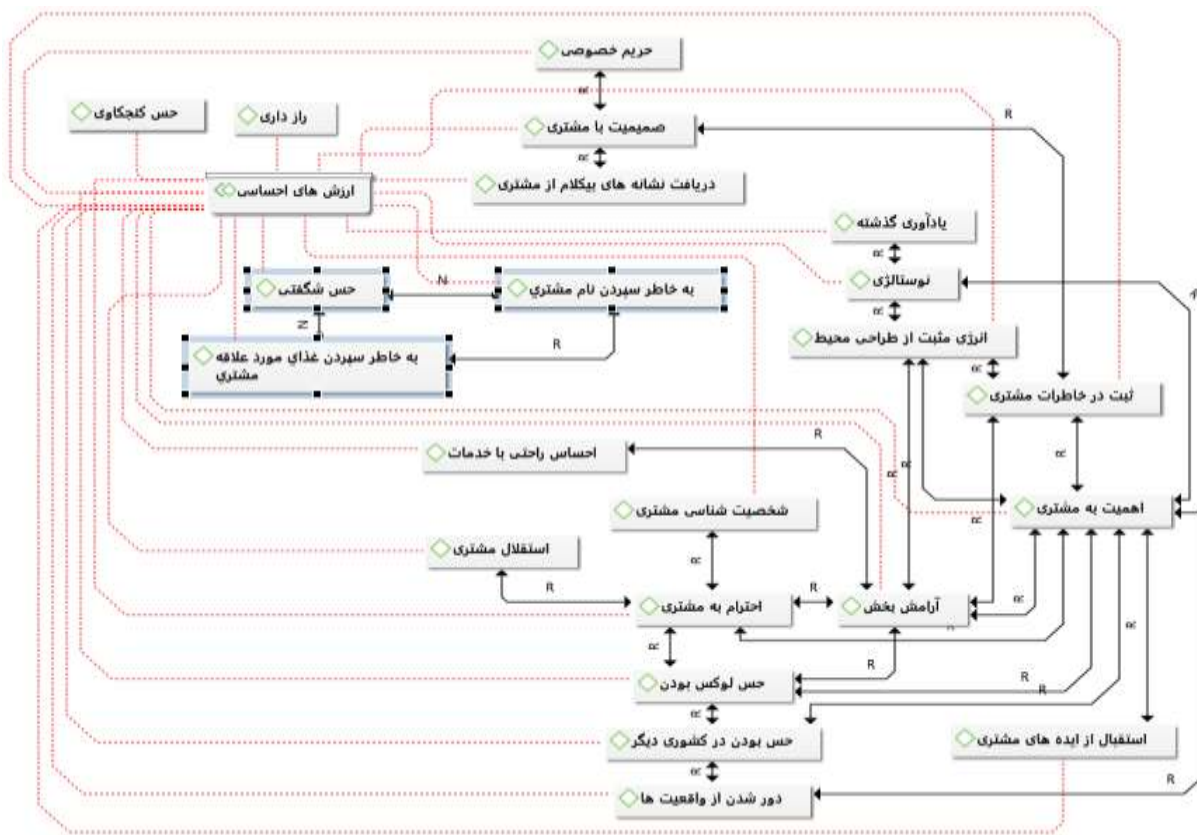 حریم خصوصی
حس کنجکاوی
راز داری
صمیمیت با مشتری
R
R
R
ارزش های احساسی
دریافت نشانه های بیکلام از مشتری
یادآوری گذشته
R
نوستالژی
حس شگفتی
به خاطر سپردن نام مشتري
N
N
R
R
انرژی مثبت از طراحی محیط
به خاطر سپردن غذاي مورد علاقه
مشتري
R
ثبت در خاطرات مشتری
R
احساس راحتی با خدمات
R
R
R
اهمیت به مشتری
شخصیت شناسی مشتری
R
استقلال مشتری
R
R
R
احترام به مشتری
آرامش بخش
R
R
R
R
حس لوکس بودن
R
R
R
حس بودن در کشوری دیگر
استقبال از ایده های مشتری
R
R
دور شدن از واقعیت ها